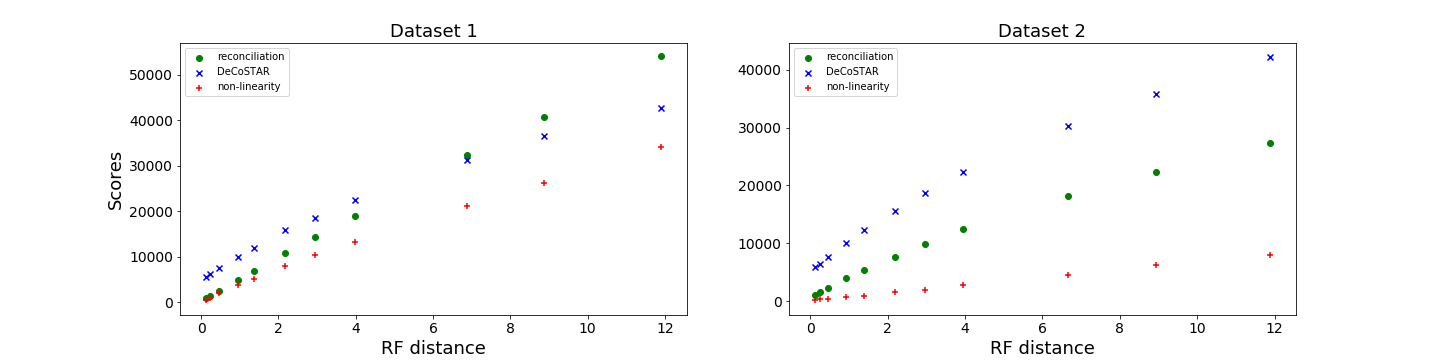 Dataset 1
reconciliation
DeCoSTAR
non-linearity
50000
40000
30000
20000
10000
0
Scores
0 2 4 6 8 10 12
RF distance
Dataset 2
reconciliation
DeCoSTAR
non-linearity
40000
30000
20000
10000
0
0 2 4 6 8 10 12
RF distance